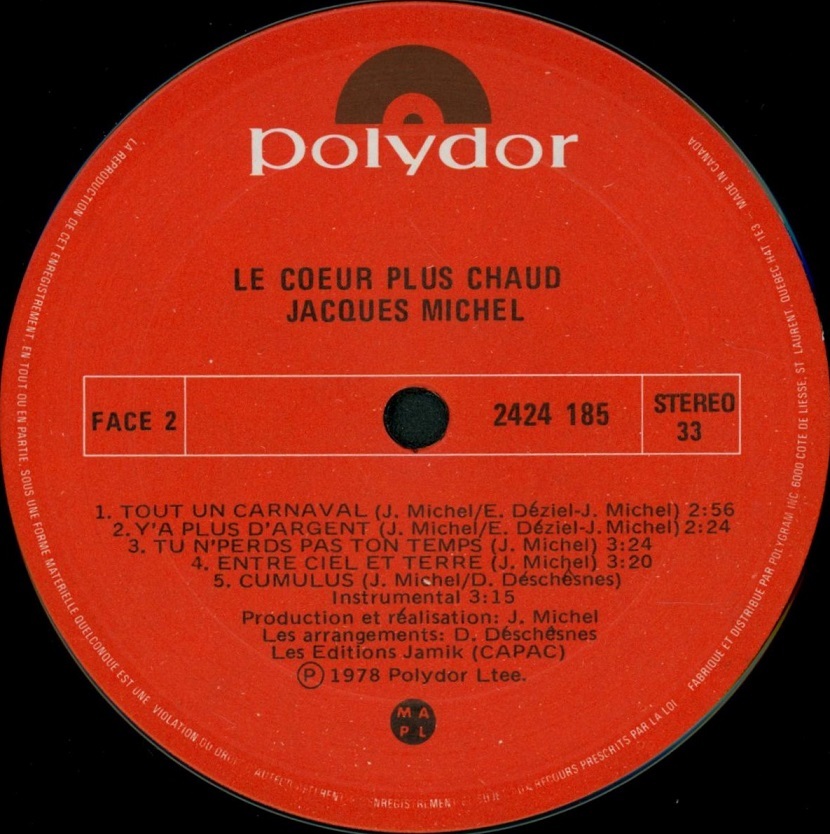 polydor
LE COEUR PLUS CHAUD
JACQUES MICHEL
FACE 2
2424 185
STEREO
33
1. TOUT UN CARNAVAL (J. Michel/E. Déziel-J. Michel) 2:56
2. Y'A PLUS D'ARGENT (J. Michel/E. Déziel-J. Michel) 2:24
3. TU N'PERDS PAS TON TEMPS (J. Michel) 3:24
4. ENTRE CIEL ET TERRE (J. Michel) 3:20
5. CUMULUS (J. Michel/D. Déschêsnes)
Instrumental 3:15
Production et réalisation: J. Michel
Les arrangements: D. Déschêsnes
Les Editions Jamik (CAPAC)
Ⓟ 1978 Polydor Ltee.
M A
P L
LA REPRODUCTION DE CET ENREGISTREMENT, EN TOUT OU EN PARTIE, SOUS UNE FORME MATERIELLE QUELCONQUE EST UNE VIOLATION DU RECOURS PRESCRITS PAR LA LOI
FABRIQUE ET DISTRIBUE PAR POLYGRAM INC. 6000 COTE DE LIESSE, ST LAURENT, QUEBEC H4T 1E3 - MADE IN CANADA